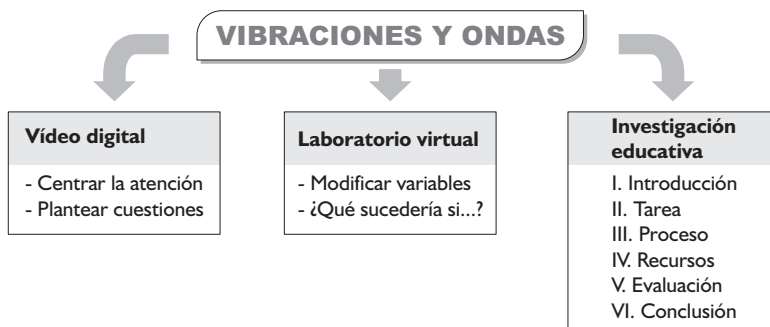 VIBRACIONES Y ONDAS
Vídeo digital
- Centrar la atención
- Plantear cuestiones
Laboratorio virtual
- Modificar variables
- ¿Qué sucedería si...?
Investigación
educativa
I. Introducción
II. Tarea
III. Proceso
IV. Recursos
V. Evaluación
VI. Conclusión